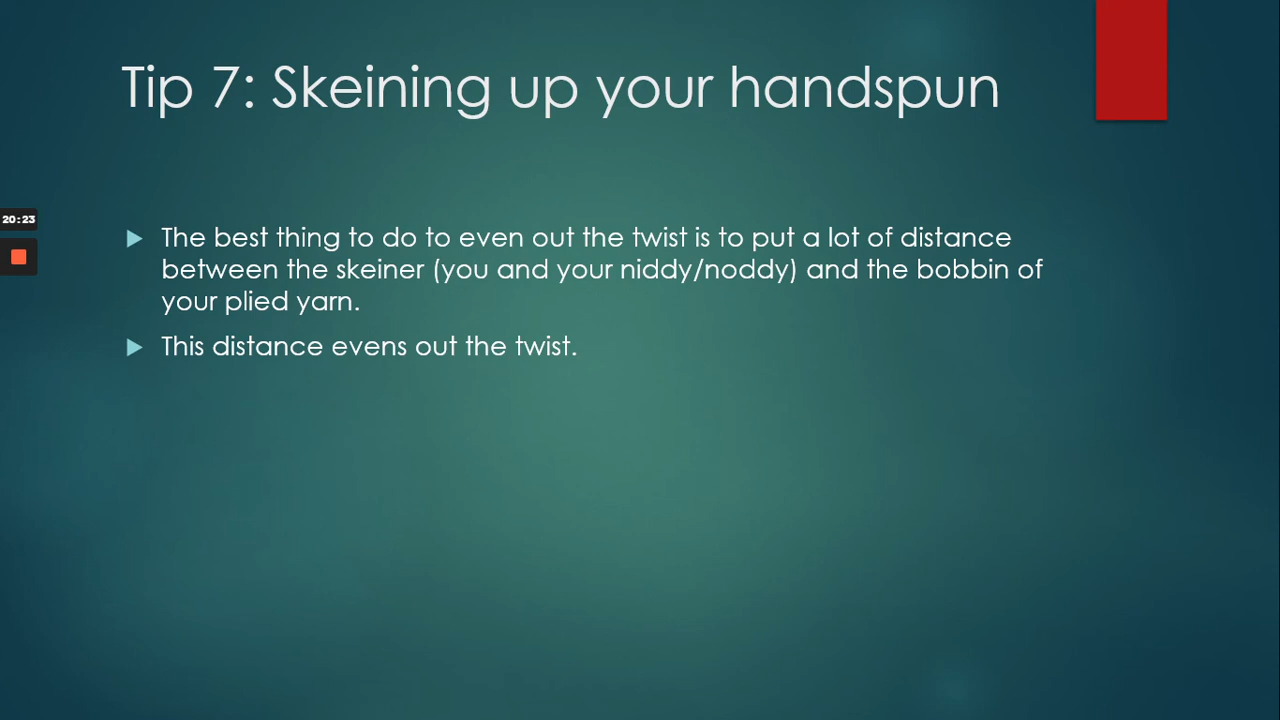 Tip 7: Skeining up your handspun
20:23
The best thing to do to even out the twist is to put a lot of distance
between the skeiner (you and your niddy/noddy) and the bobbin of
your plied yarn.
This distance evens out the twist.